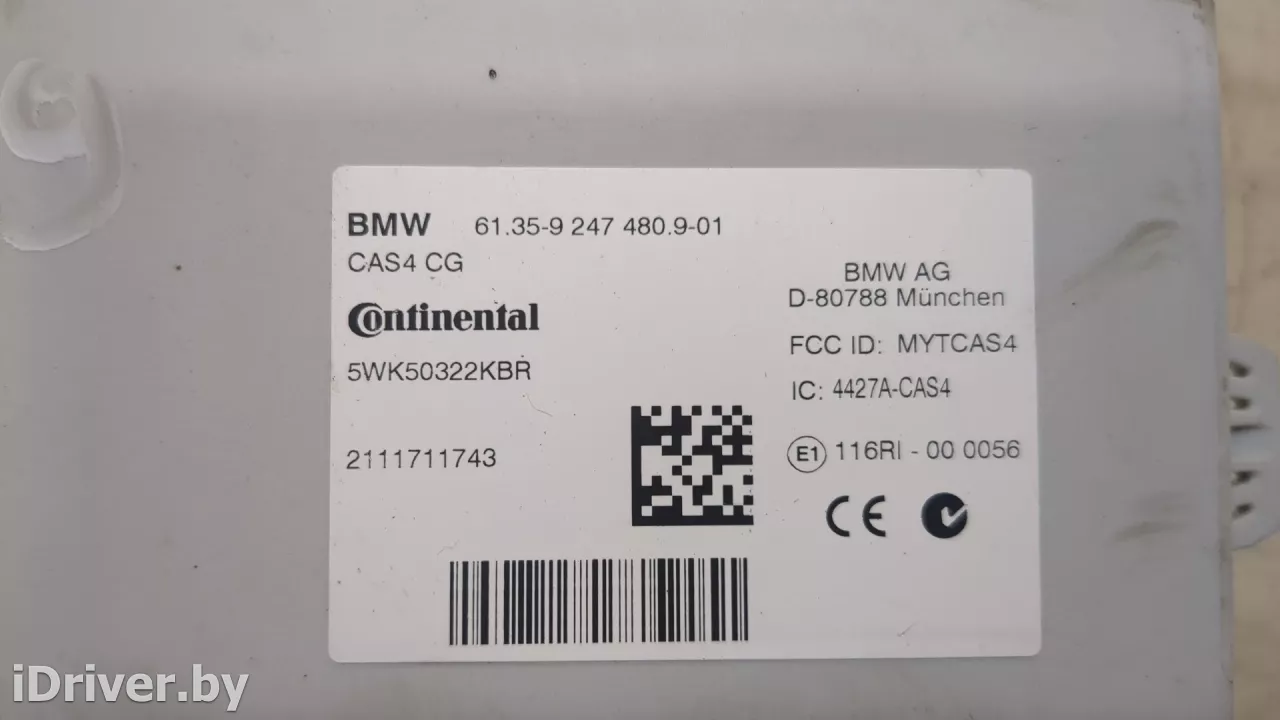 BMW 61.35-9 247 480.9-01
CAS4 CG
Continental
5WK50322KBR
2111711743
BMW AG
D-80788 München
FCC ID: MYTCAS4
IC: 4427A-CAS4
E1 116RI - 00 0056
CE
iDriver.by